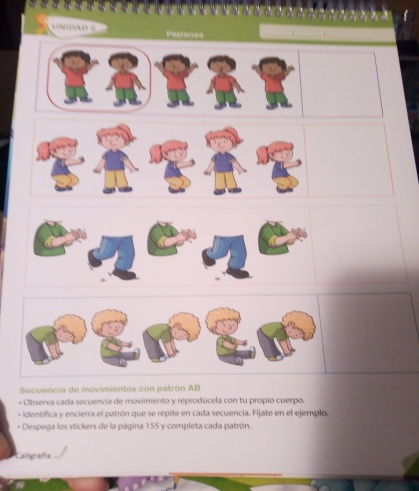 UNIDAD 2
Patrones
Secuencia de movimientos con patrón AB
• Observa cada secuencia de movimiento y reprodúcela con tu propio cuerpo.
• Identifica y encierra el patrón que se repite en cada secuencia. Fíjate en el ejemplo.
• Despega los stickers de la página 155 y completa cada patrón.
Caligrafix